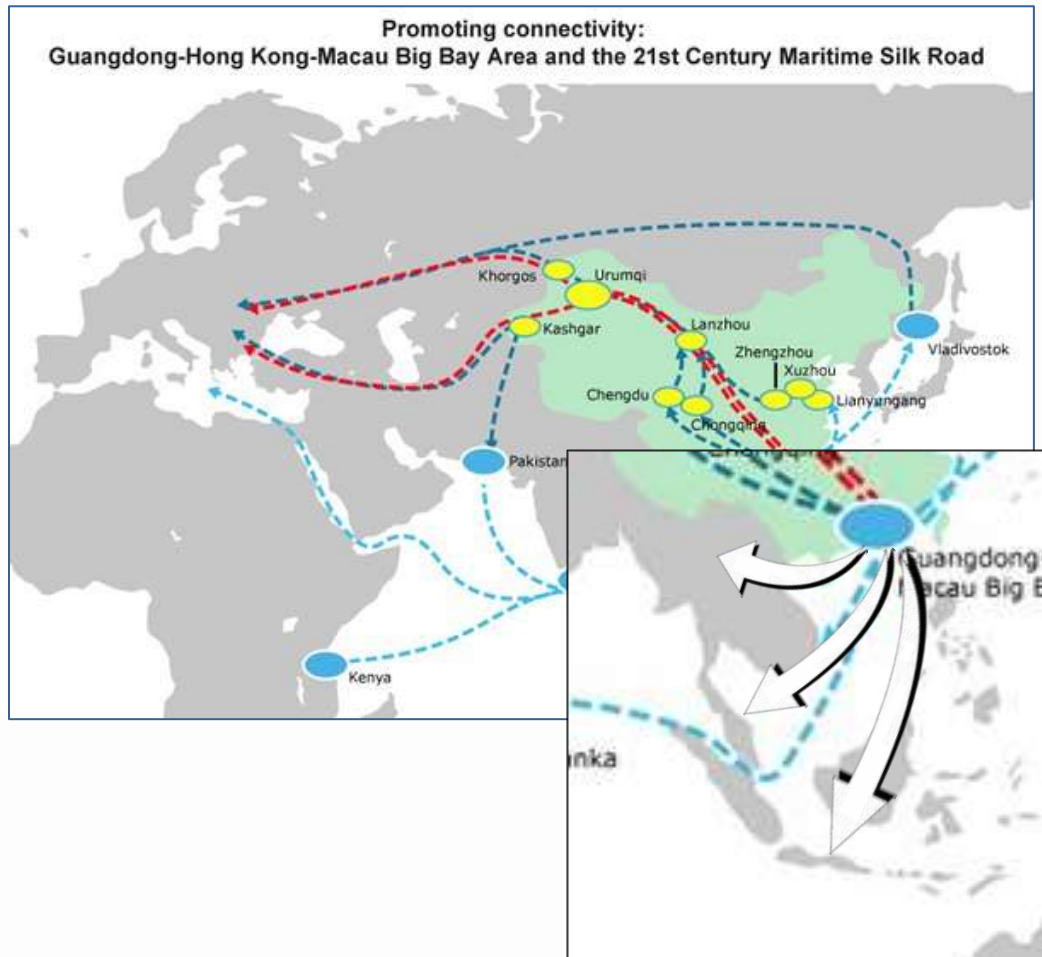 Promoting connectivity:
Guangdong-Hong Kong-Macau Big Bay Area and the 21st Century Maritime Silk Road
Khorgos
Urumqi
Kashgar
Lanzhou
Zhengzhou
Xuzhou
Vladivostok
Chengdu
Lianyungang
Chongqing
Pakistan
Guangdong-
Macau Big B
Kenya
anka